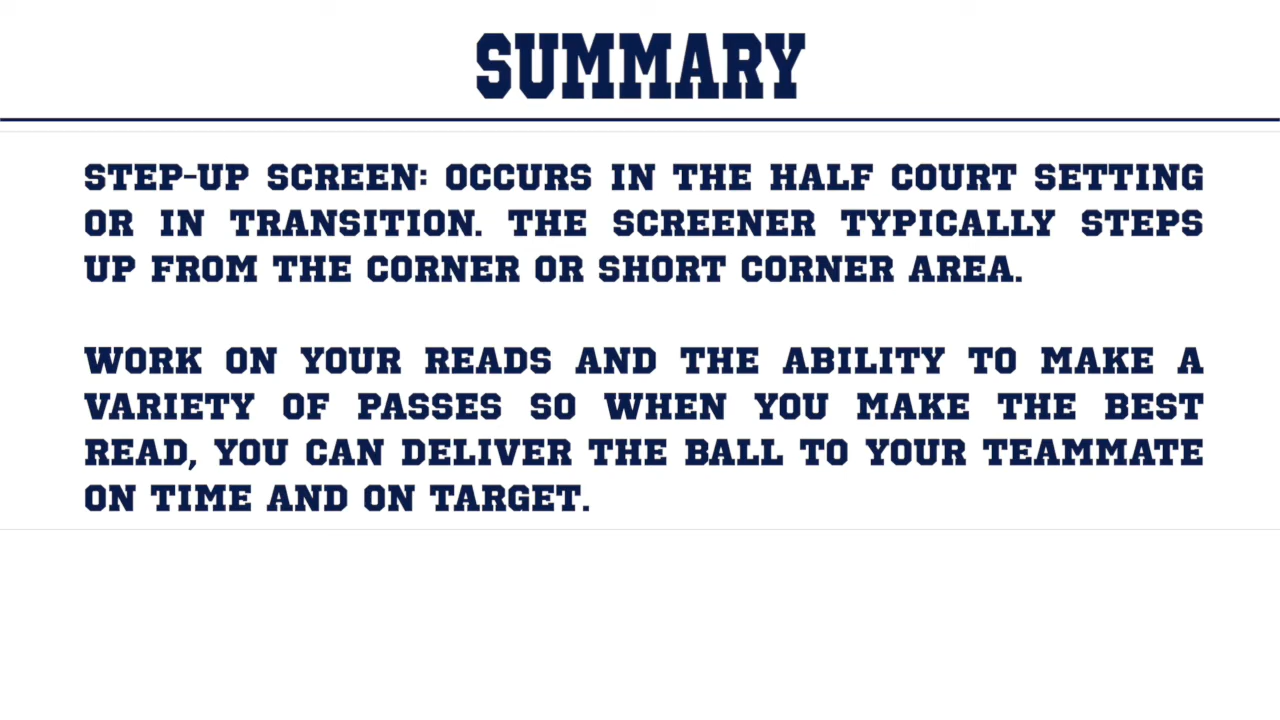 SUMMARY
STEP-UP SCREEN: OCCURS IN THE HALF COURT SETTING
OR IN TRANSITION. THE SCREENER TYPICALLY STEPS
UP FROM THE CORNER OR SHORT CORNER AREA.
WORK ON YOUR READS AND THE ABILITY TO MAKE A
VARIETY OF PASSES SO WHEN YOU MAKE THE BEST
READ, YOU CAN DELIVER THE BALL TO YOUR TEAMMATE
ON TIME AND ON TARGET.